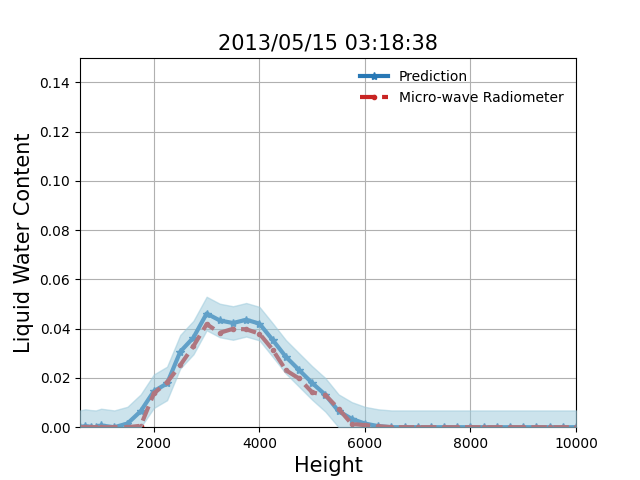 2013/05/15 03:18:38
Prediction
Micro-wave Radiometer
Liquid Water Content
0.14
0.12
0.10
0.08
0.06
0.04
0.02
0.00
2000 4000 6000 8000 10000
Height